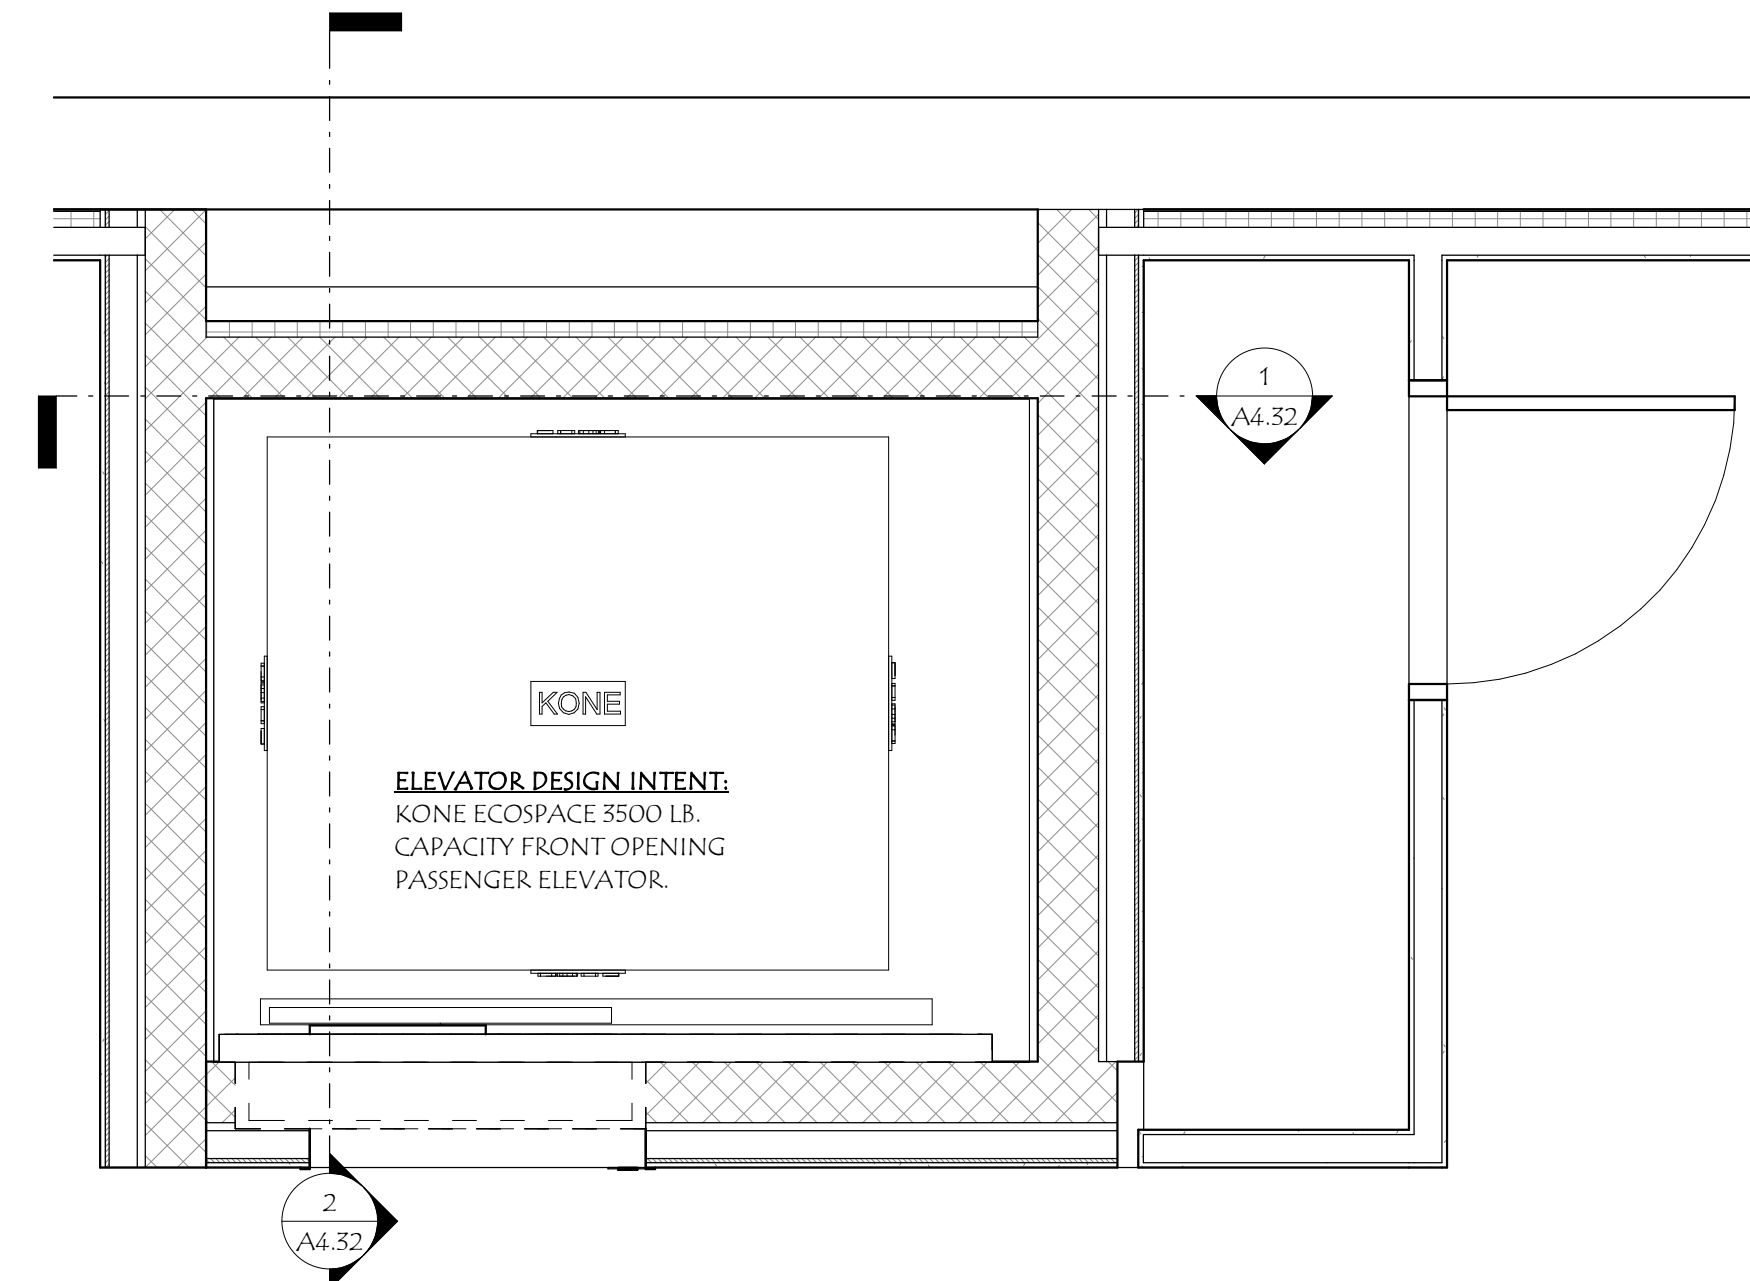 1
A4.32
KONE
ELEVATOR DESIGN INTENT:
KONE ECOSPACE 3500 LB.
CAPACITY FRONT OPENING
PASSENGER ELEVATOR.
2
A4.32